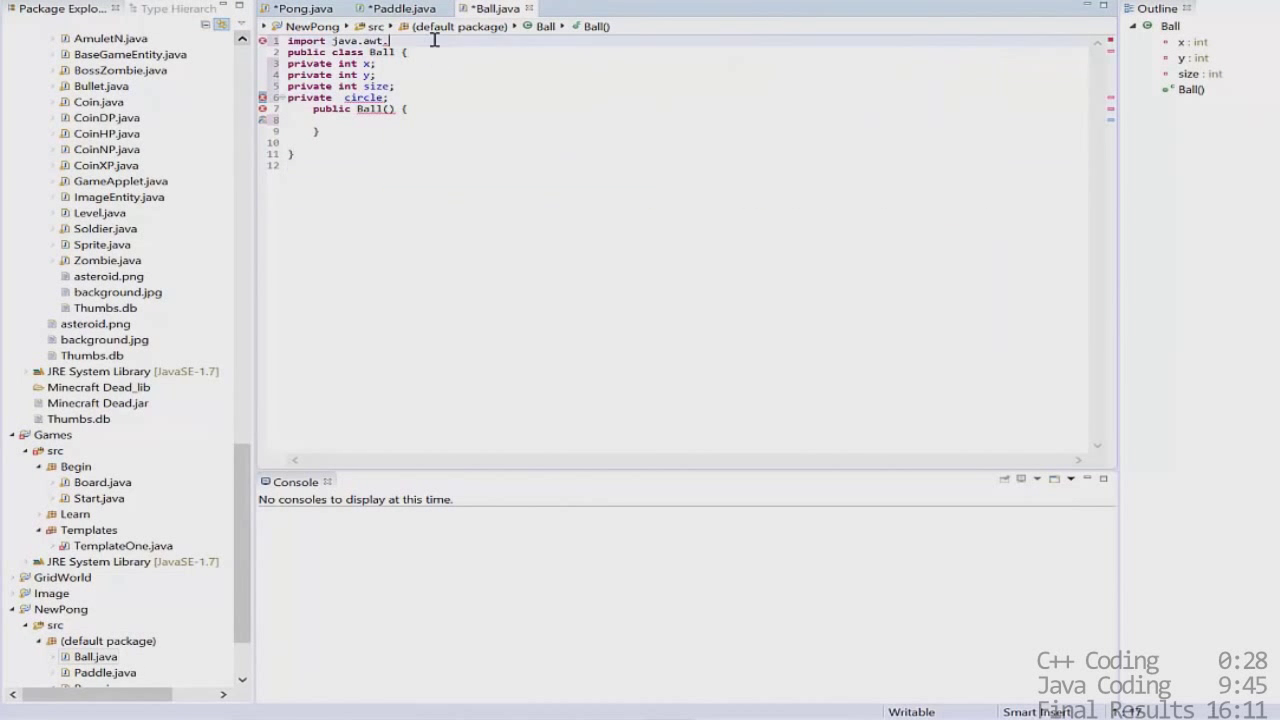 Package Explo...
Type Hierarch
*Pong.java
*Paddle.java
*Ball.java
Outline
NewPong
src
(default package)
Ball
Ball()
AmuletN.java
BaseGameEntity.java
BossZombie.java
Bullet.java
Coin.java
CoinDP.java
CoinHP.java
CoinNP.java
CoinXP.java
GameApplet.java
ImageEntity.java
Level.java
Soldier.java
Sprite.java
Zombie.java
asteroid.png
background.jpg
Thumbs.db
asteroid.png
background.jpg
Thumbs.db
JRE System Library [JavaSE-1.7]
Minecraft Dead_lib
Minecraft Dead.jar
Thumbs.db
Games
src
Begin
Board.java
Start.java
Learn
Templates
TemplateOne.java
JRE System Library [JavaSE-1.7]
GridWorld
Image
NewPong
src
(default package)
Ball.java
Paddle.java
1 import java.awt.
2 public class Ball {
3 private int x;
4 private int y;
5 private int size;
6 private  circle;
7 public Ball() {
8
9 }
10
11 }
12
Ball
x : int
y : int
size : int
Ball()
Console
No consoles to display at this time.
Writable
Smart Insert
C++ Coding 0:28
Java Coding 9:45
Final Results 16:11